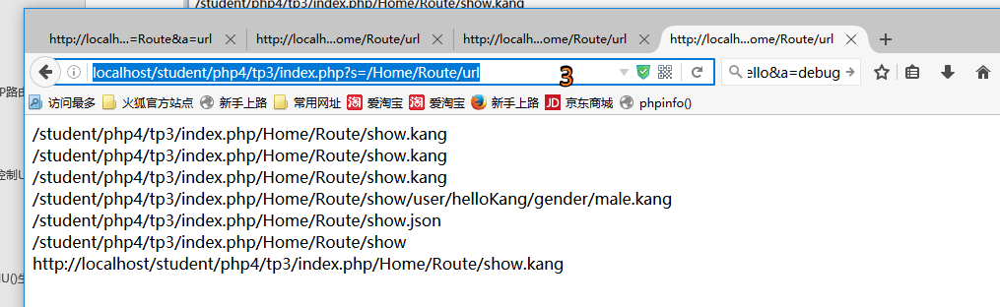 /student/php4/tp3/index.php/Home/Route/show.kang
http://localh...=Route&a=url
http://localh...ome/Route/url
http://localh...ome/Route/url
http://localh...ome/Route/url
localhost/student/php4/tp3/index.php?s=/Home/Route/url
3
ello&a=debug
访问最多 火狐官方站点 新手上路 常用网址 淘 爱淘宝 淘 爱淘宝 新手上路 JD 京东商城 phpinfo()
P路由
/student/php4/tp3/index.php/Home/Route/show.kang
/student/php4/tp3/index.php/Home/Route/show.kang
/student/php4/tp3/index.php/Home/Route/show.kang
控制U
/student/php4/tp3/index.php/Home/Route/show/user/helloKang/gender/male.kang
/student/php4/tp3/index.php/Home/Route/show.json
/student/php4/tp3/index.php/Home/Route/show
http://localhost/student/php4/tp3/index.php/Home/Route/show.kang